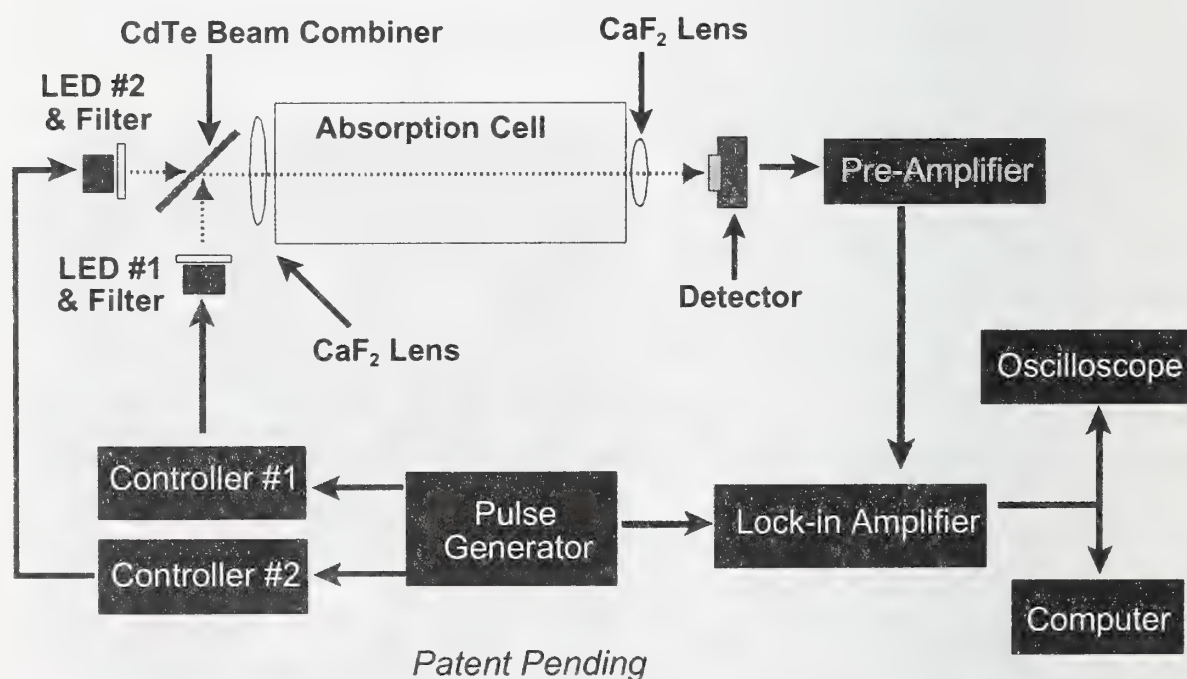 CdTe Beam Combiner
CaF₂ Lens
LED #2
& Filter
Absorption Cell
Pre-Amplifier
LED #1
& Filter
Detector
CaF₂ Lens
Oscilloscope
Controller #1
Pulse
Generator
Lock-in Amplifier
Controller #2
Computer
Patent Pending